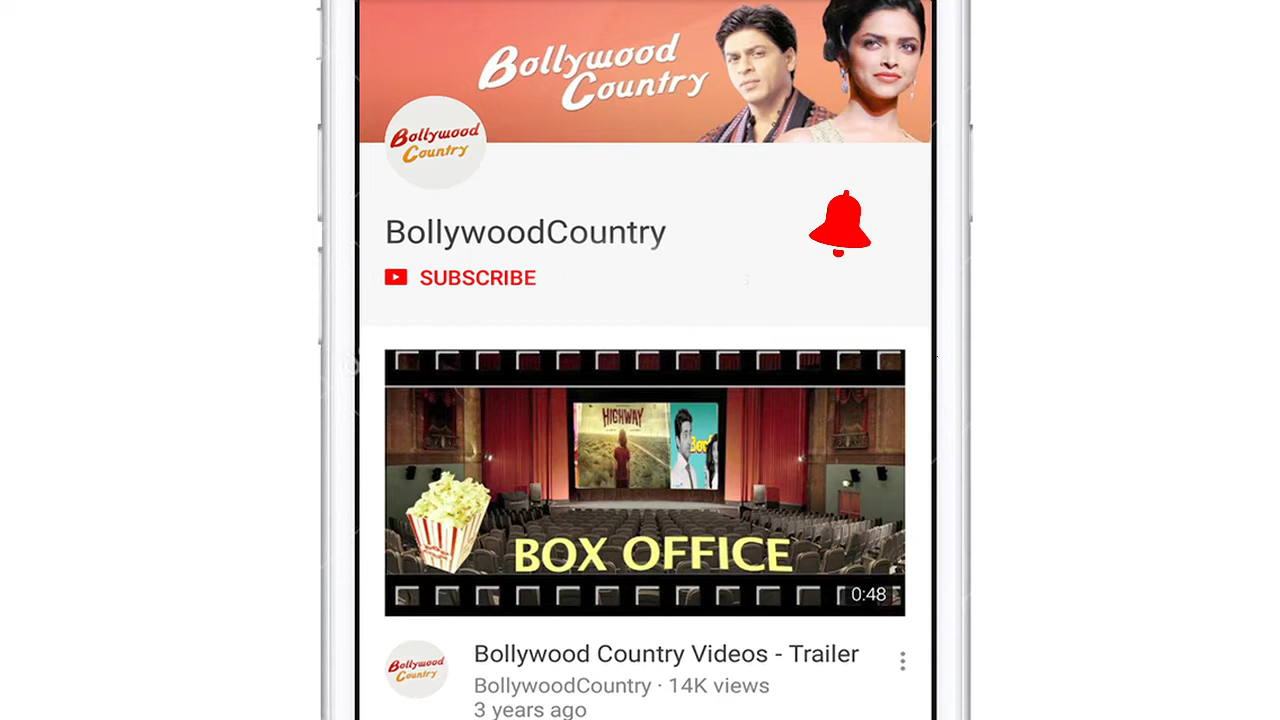 Bollywood
Country
Bollywood
Country
BollywoodCountry
SUBSCRIBE
HIGHWAY
BOX OFFICE
0:48
Bollywood
Country
Bollywood Country Videos - Trailer
BollywoodCountry · 14K views
3 years ago